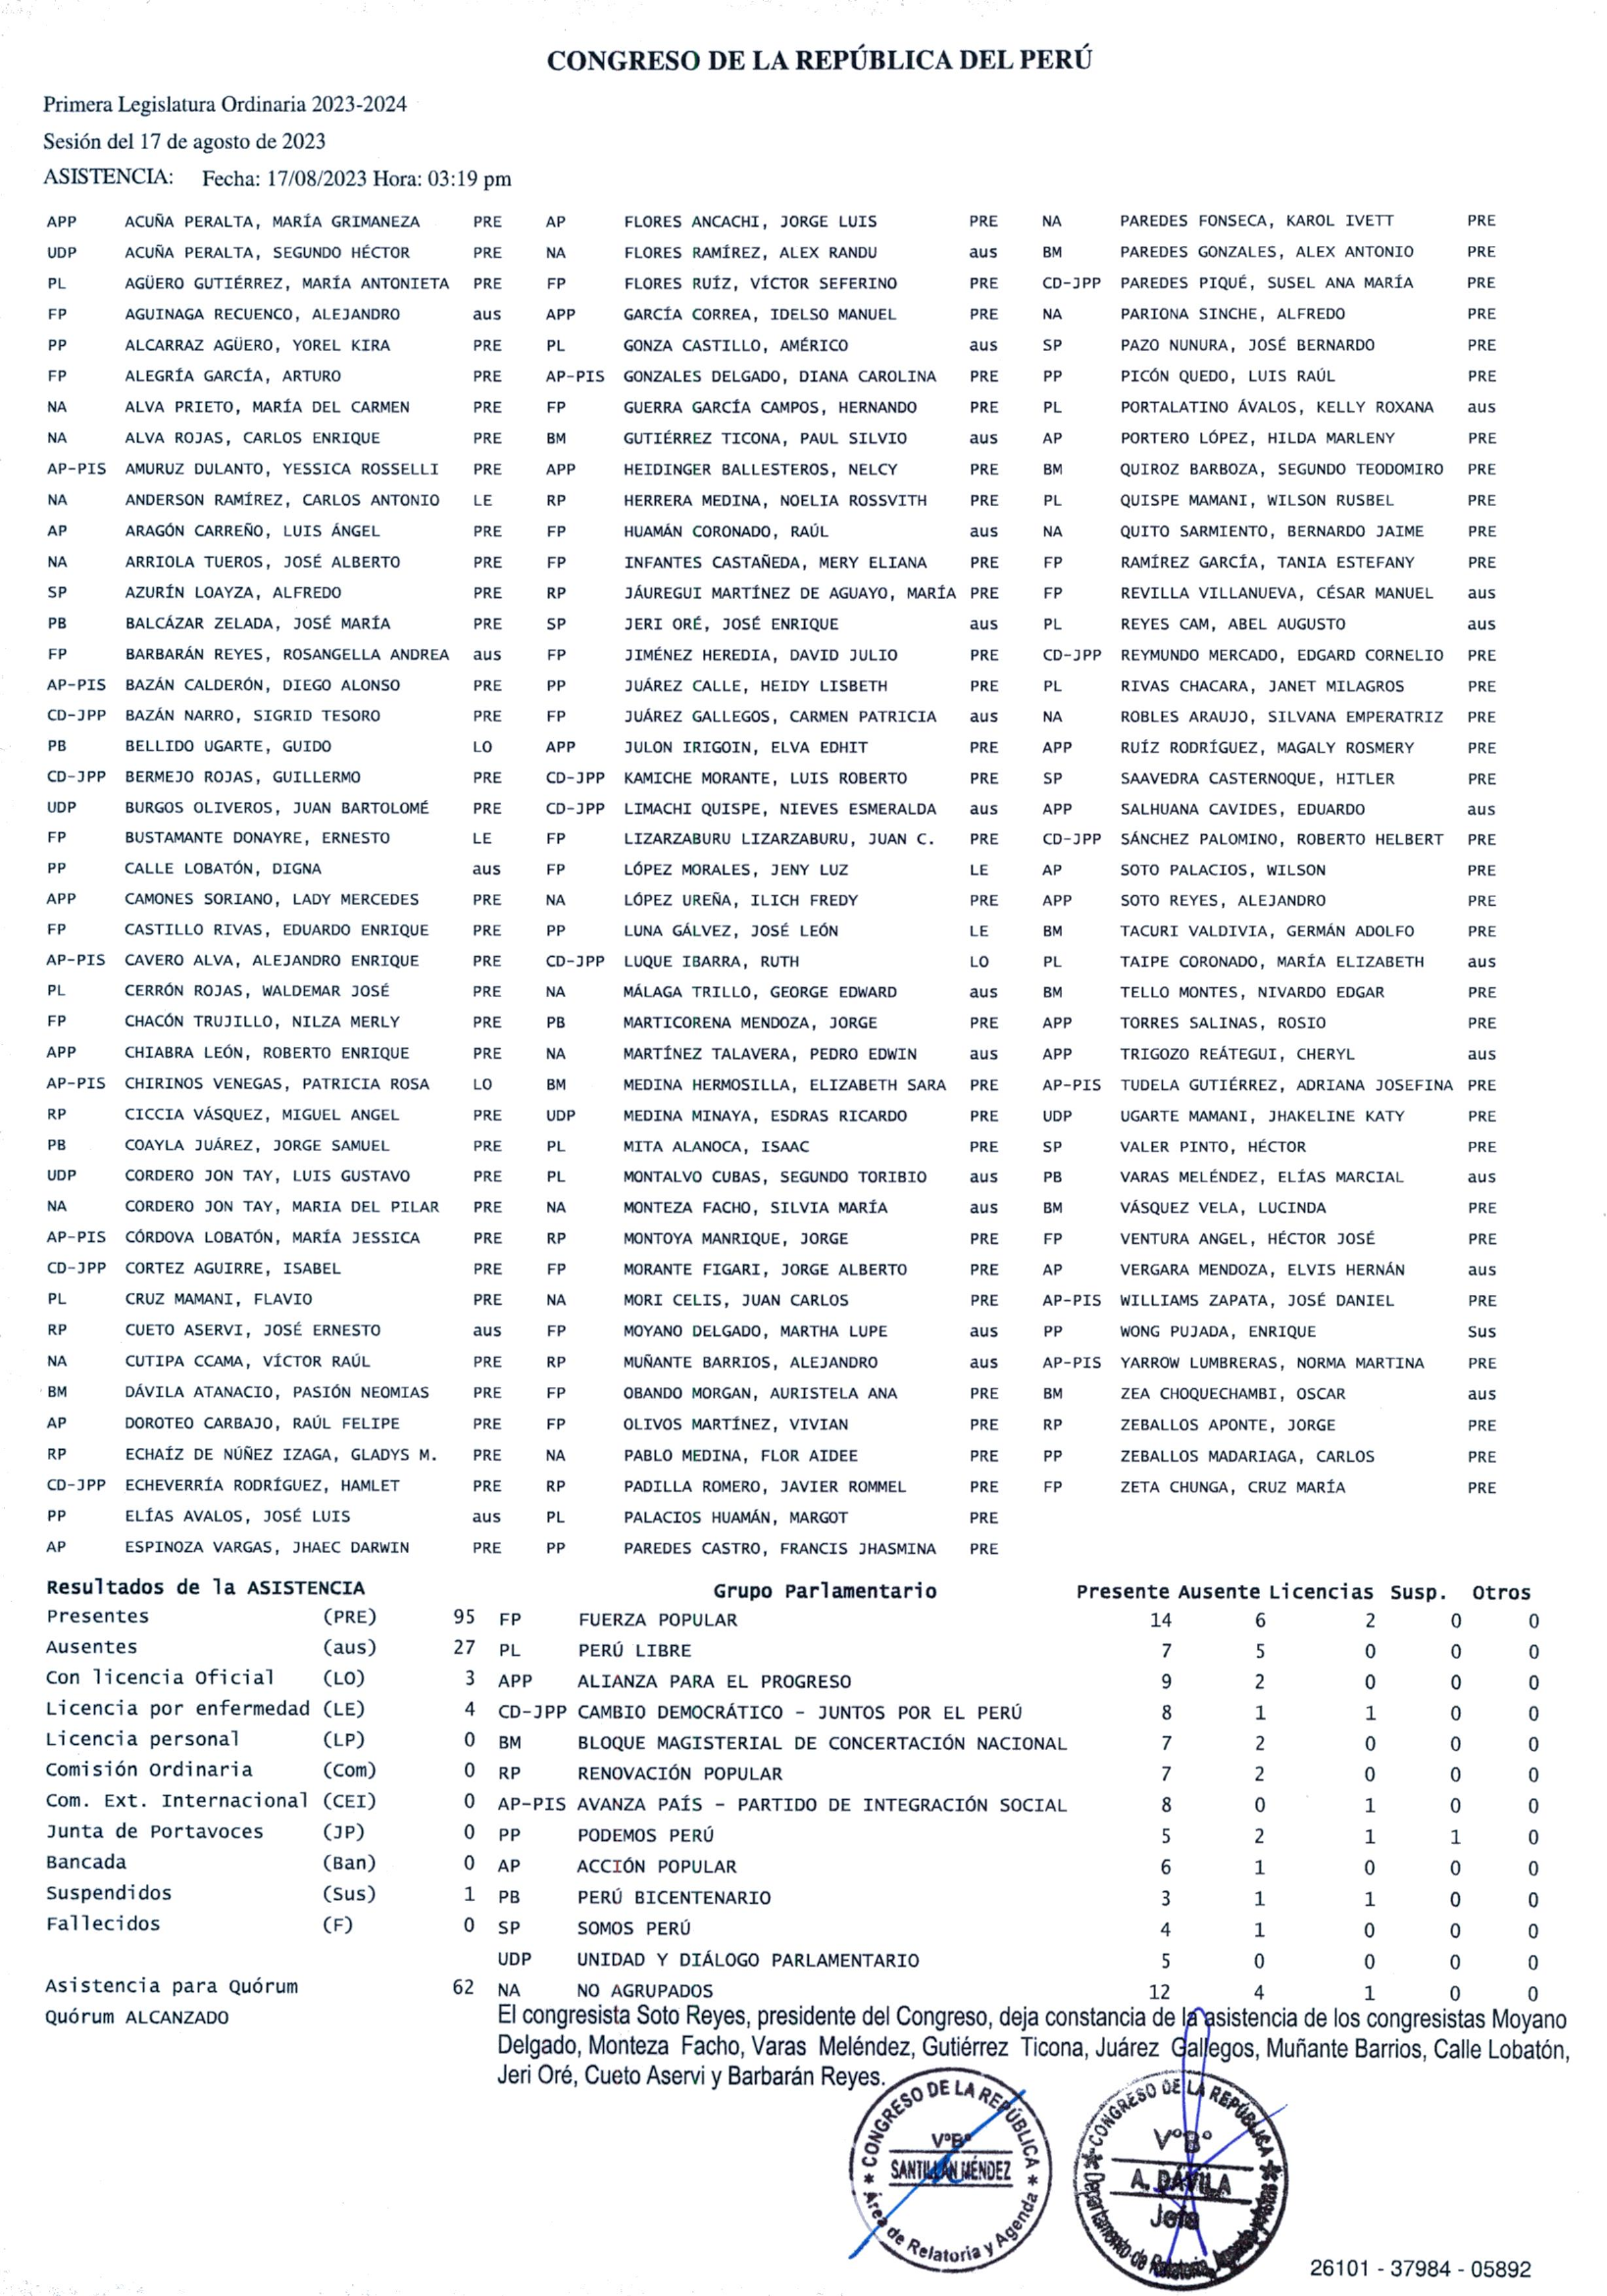 CONGRESO DE LA REPÚBLICA DEL PERÚ
Primera Legislatura Ordinaria 2023-2024
Sesión del 17 de agosto de 2023
ASISTENCIA: Fecha: 17/08/2023 Hora: 03:19 pm
APP ACUÑA PERALTA, MARÍA GRIMANEZA PRE AP FLORES ANCACHI, JORGE LUIS PRE NA PAREDES FONSECA, KAROL IVETT PRE
UDP ACUÑA PERALTA, SEGUNDO HÉCTOR PRE NA FLORES RAMÍREZ, ALEX RANDU aus BM PAREDES GONZALES, ALEX ANTONIO PRE
PL AGÜERO GUTIÉRREZ, MARÍA ANTONIETA PRE FP FLORES RUÍZ, VÍCTOR SEFERINO PRE CD-JPP PAREDES PIQUÉ, SUSEL ANA MARÍA PRE
FP AGUINAGA RECUENCO, ALEJANDRO aus APP GARCÍA CORREA, IDELSO MANUEL PRE NA PARIONA SINCHE, ALFREDO PRE
PP ALCARRAZ AGÜERO, YOREL KIRA PRE PL GONZA CASTILLO, AMÉRICO aus SP PAZO NUNURA, JOSÉ BERNARDO PRE
FP ALEGRÍA GARCÍA, ARTURO PRE AP-PIS GONZALES DELGADO, DIANA CAROLINA PRE PP PICÓN QUEDO, LUIS RAÚL PRE
NA ALVA PRIETO, MARÍA DEL CARMEN PRE FP GUERRA GARCÍA CAMPOS, HERNANDO PRE PL PORTALATINO ÁVALOS, KELLY ROXANA aus
NA ALVA ROJAS, CARLOS ENRIQUE PRE BM GUTIÉRREZ TICONA, PAUL SILVIO aus AP PORTERO LÓPEZ, HILDA MARLENY PRE
AP-PIS AMURUZ DULANTO, YESSICA ROSSELLI PRE APP HEIDINGER BALLESTEROS, NELCY PRE BM QUIROZ BARBOZA, SEGUNDO TEODOMIRO PRE
NA ANDERSON RAMÍREZ, CARLOS ANTONIO LE RP HERRERA MEDINA, NOELIA ROSSVITH PRE PL QUISPE MAMANI, WILSON RUSBEL PRE
AP ARAGÓN CARREÑO, LUIS ÁNGEL PRE FP HUAMÁN CORONADO, RAÚL aus NA QUITO SARMIENTO, BERNARDO JAIME PRE
NA ARRIOLA TUEROS, JOSÉ ALBERTO PRE FP INFANTES CASTAÑEDA, MERY ELIANA PRE FP RAMÍREZ GARCÍA, TANIA ESTEFANY PRE
SP AZURÍN LOAYZA, ALFREDO PRE RP JÁUREGUI MARTÍNEZ DE AGUAYO, MARÍA PRE FP REVILLA VILLANUEVA, CÉSAR MANUEL aus
PB BALCÁZAR ZELADA, JOSÉ MARÍA PRE SP JERI ORÉ, JOSÉ ENRIQUE aus PL REYES CAM, ABEL AUGUSTO aus
FP BARBARÁN REYES, ROSANGELLA ANDREA aus FP JIMÉNEZ HEREDIA, DAVID JULIO PRE CD-JPP REYMUNDO MERCADO, EDGARD CORNELIO PRE
AP-PIS BAZÁN CALDERÓN, DIEGO ALONSO PRE PP JUÁREZ CALLE, HEIDY LISBETH PRE PL RIVAS CHACARA, JANET MILAGROS PRE
CD-JPP BAZÁN NARRO, SIGRID TESORO PRE FP JUÁREZ GALLEGOS, CARMEN PATRICIA aus NA ROBLES ARAUJO, SILVANA EMPERATRIZ PRE
PB BELLIDO UGARTE, GUIDO LO APP JULON IRIGOIN, ELVA EDHIT PRE APP RUÍZ RODRÍGUEZ, MAGALY ROSMERY PRE
CD-JPP BERMEJO ROJAS, GUILLERMO PRE CD-JPP KAMICHE MORANTE, LUIS ROBERTO PRE SP SAAVEDRA CASTERNOQUE, HITLER PRE
UDP BURGOS OLIVEROS, JUAN BARTOLOMÉ PRE CD-JPP LIMACHI QUISPE, NIEVES ESMERALDA aus APP SALHUANA CAVIDES, EDUARDO aus
FP BUSTAMANTE DONAYRE, ERNESTO LE FP LIZARZABURU LIZARZABURU, JUAN C. PRE CD-JPP SÁNCHEZ PALOMINO, ROBERTO HELBERT PRE
PP CALLE LOBATÓN, DIGNA aus FP LÓPEZ MORALES, JENY LUZ LE AP SOTO PALACIOS, WILSON PRE
APP CAMONES SORIANO, LADY MERCEDES PRE NA LÓPEZ UREÑA, ILICH FREDY PRE APP SOTO REYES, ALEJANDRO PRE
FP CASTILLO RIVAS, EDUARDO ENRIQUE PRE PP LUNA GÁLVEZ, JOSÉ LEÓN LE BM TACURI VALDIVIA, GERMÁN ADOLFO PRE
AP-PIS CAVERO ALVA, ALEJANDRO ENRIQUE PRE CD-JPP LUQUE IBARRA, RUTH LO PL TAIPE CORONADO, MARÍA ELIZABETH aus
PL CERRÓN ROJAS, WALDEMAR JOSÉ PRE NA MÁLAGA TRILLO, GEORGE EDWARD aus BM TELLO MONTES, NIVARDO EDGAR PRE
FP CHACÓN TRUJILLO, NILZA MERLY PRE PB MARTICORENA MENDOZA, JORGE PRE APP TORRES SALINAS, ROSIO PRE
APP CHIABRA LEÓN, ROBERTO ENRIQUE PRE NA MARTÍNEZ TALAVERA, PEDRO EDWIN aus APP TRIGOZO REÁTEGUI, CHERYL aus
AP-PIS CHIRINOS VENEGAS, PATRICIA ROSA LO BM MEDINA HERMOSILLA, ELIZABETH SARA PRE AP-PIS TUDELA GUTIÉRREZ, ADRIANA JOSEFINA PRE
RP CICCIA VÁSQUEZ, MIGUEL ANGEL PRE UDP MEDINA MINAYA, ESDRAS RICARDO PRE UDP UGARTE MAMANI, JHAKELINE KATY PRE
PB COAYLA JUÁREZ, JORGE SAMUEL PRE PL MITA ALANOCA, ISAAC PRE SP VALER PINTO, HÉCTOR PRE
UDP CORDERO JON TAY, LUIS GUSTAVO PRE PL MONTALVO CUBAS, SEGUNDO TORIBIO aus PB VARAS MELÉNDEZ, ELÍAS MARCIAL aus
NA CORDERO JON TAY, MARIA DEL PILAR PRE NA MONTEZA FACHO, SILVIA MARÍA aus BM VÁSQUEZ VELA, LUCINDA PRE
AP-PIS CÓRDOVA LOBATÓN, MARÍA JESSICA PRE RP MONTOYA MANRIQUE, JORGE PRE FP VENTURA ANGEL, HÉCTOR JOSÉ PRE
CD-JPP CORTEZ AGUIRRE, ISABEL PRE FP MORANTE FIGARI, JORGE ALBERTO PRE AP VERGARA MENDOZA, ELVIS HERNÁN aus
PL CRUZ MAMANI, FLAVIO PRE NA MORI CELIS, JUAN CARLOS PRE AP-PIS WILLIAMS ZAPATA, JOSÉ DANIEL PRE
RP CUETO ASERVI, JOSÉ ERNESTO aus FP MOYANO DELGADO, MARTHA LUPE aus PP WONG PUJADA, ENRIQUE Sus
NA CUTIPA CCAMA, VÍCTOR RAÚL PRE RP MUÑANTE BARRIOS, ALEJANDRO aus AP-PIS YARROW LUMBRERAS, NORMA MARTINA PRE
BM DÁVILA ATANACIO, PASIÓN NEOMIAS PRE FP OBANDO MORGAN, AURISTELA ANA PRE BM ZEA CHOQUECHAMBI, OSCAR aus
AP DOROTEO CARBAJO, RAÚL FELIPE PRE FP OLIVOS MARTÍNEZ, VIVIAN PRE RP ZEBALLOS APONTE, JORGE PRE
RP ECHAÍZ DE NÚÑEZ IZAGA, GLADYS M. PRE NA PABLO MEDINA, FLOR AIDEE PRE PP ZEBALLOS MADARIAGA, CARLOS PRE
CD-JPP ECHEVERRÍA RODRÍGUEZ, HAMLET PRE RP PADILLA ROMERO, JAVIER ROMMEL PRE FP ZETA CHUNGA, CRUZ MARÍA PRE
PP ELÍAS AVALOS, JOSÉ LUIS aus PL PALACIOS HUAMÁN, MARGOT PRE
AP ESPINOZA VARGAS, JHAEC DARWIN PRE PP PAREDES CASTRO, FRANCIS JHASMINA PRE
Resultados de la ASISTENCIA Grupo Parlamentario Presente Ausente Licencias Susp. Otros
Presentes (PRE) 95 FP FUERZA POPULAR 14 6 2 0 0
Ausentes (aus) 27 PL PERÚ LIBRE 7 5 0 0 0
Con licencia Oficial (LO) 3 APP ALIANZA PARA EL PROGRESO 9 2 0 0 0
Licencia por enfermedad (LE) 4 CD-JPP CAMBIO DEMOCRÁTICO - JUNTOS POR EL PERÚ 8 1 1 0 0
Licencia personal (LP) 0 BM BLOQUE MAGISTERIAL DE CONCERTACIÓN NACIONAL 7 2 0 0 0
Comisión Ordinaria (Com) 0 RP RENOVACIÓN POPULAR 7 2 0 0 0
Com. Ext. Internacional (CEI) 0 AP-PIS AVANZA PAÍS - PARTIDO DE INTEGRACIÓN SOCIAL 8 0 1 0 0
Junta de Portavoces (JP) 0 PP PODEMOS PERÚ 5 2 1 1 0
Bancada (Ban) 0 AP ACCIÓN POPULAR 6 1 0 0 0
Suspendidos (Sus) 1 PB PERÚ BICENTENARIO 3 1 1 0 0
Fallecidos (F) 0 SP SOMOS PERÚ 4 1 0 0 0
UDP UNIDAD Y DIÁLOGO PARLAMENTARIO 5 0 0 0 0
Asistencia para Quórum 62 NA NO AGRUPADOS 12 4 1 0 0
Quórum ALCANZADO
El congresista Soto Reyes, presidente del Congreso, deja constancia de la asistencia de los congresistas Moyano
Delgado, Monteza Facho, Varas Meléndez, Gutiérrez Ticona, Juárez Gallegos, Muñante Barrios, Calle Lobatón,
Jeri Oré, Cueto Aservi y Barbarán Reyes.
CONGRESO DE LA REPÚBLICA
V°B°
SANTILLÁN MÉNDEZ
Área de Relatoría y Agenda
CONGRESO DE LA REPÚBLICA
V°B°
A. DÁVILA
Jefa
Departamento de Relatoría,
26101 - 37984 - 05892